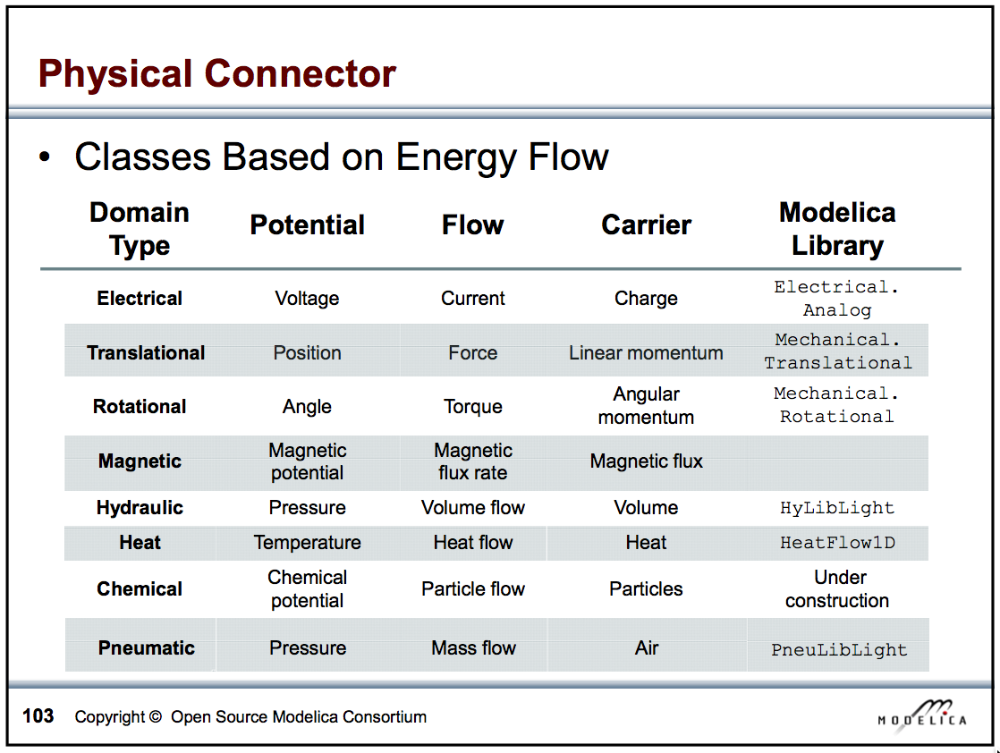 Physical Connector
• Classes Based on Energy Flow
Domain Type Potential Flow Carrier Modelica Library
Electrical Voltage Current Charge Electrical. Analog
Translational Position Force Linear momentum Mechanical. Translational
Rotational Angle Torque Angular momentum Mechanical. Rotational
Magnetic Magnetic potential Magnetic flux rate Magnetic flux
Hydraulic Pressure Volume flow Volume HyLibLight
Heat Temperature Heat flow Heat HeatFlow1D
Chemical Chemical potential Particle flow Particles Under construction
Pneumatic Pressure Mass flow Air PneuLibLight
103 Copyright © Open Source Modelica Consortium
MODELICA